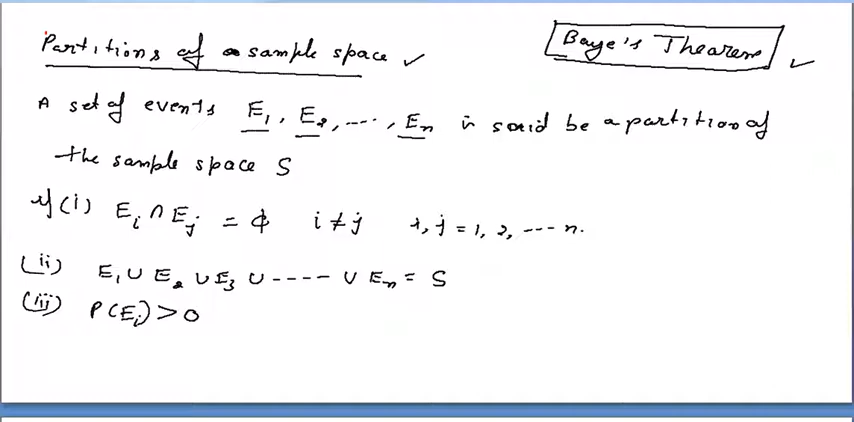 Partitions of a sample space ✓
Baye's Thearem ✓
A set of events E₁, E₂, ...., Eₙ is said be a partition of
the sample space S
if (i) Eᵢ ∩ Eⱼ = ϕ i ≠ j i, j = 1, 2, ---- n.
(ii) E₁ ∪ E₂ ∪ E₃ ∪ ----- ∪ Eₙ = S
(iii) P(Eᵢ) > 0